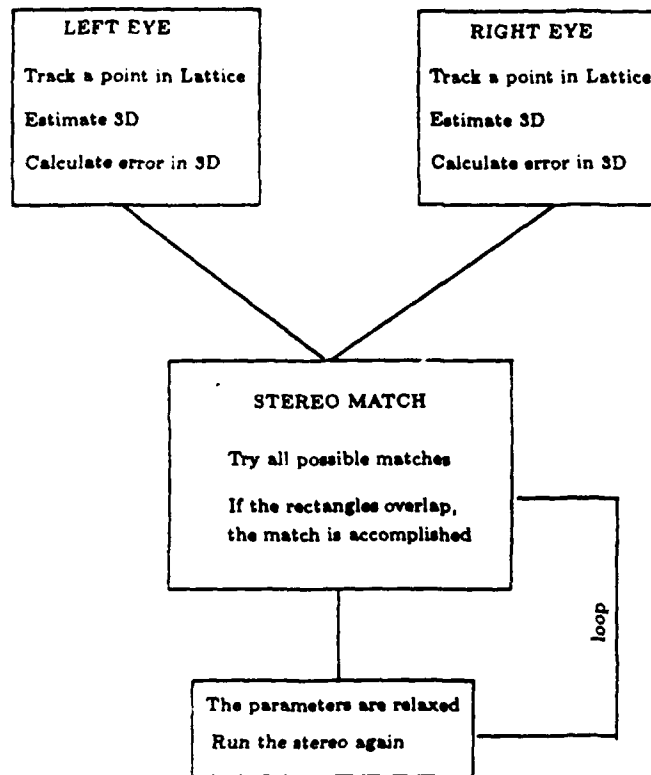 LEFT EYE
Track a point in Lattice
Estimate 3D
Calculate error in 3D
RIGHT EYE
Track a point in Lattice
Estimate 3D
Calculate error in 3D
STEREO MATCH
Try all possible matches
If the rectangles overlap,
the match is accomplished
loop
The parameters are relaxed
Run the stereo again